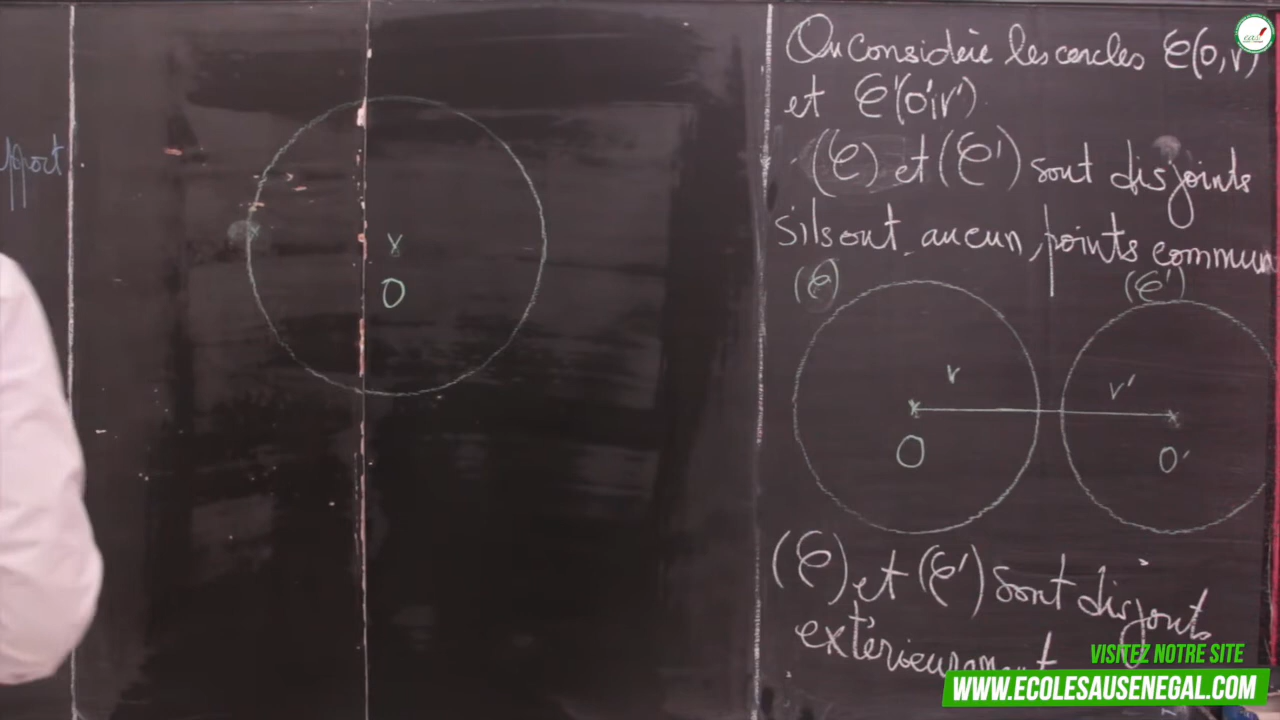 On considère les cercles C(O,r)
et C'(O',r')
(C) et (C') sont disjoints
s'ils ont aucun, points commun
(C) (C')
r r'
O O'
(C) et (C') sont disjoints
extérieurement
O
VISITEZ NOTRE SITE
WWW.ECOLESAUSENEGAL.COM